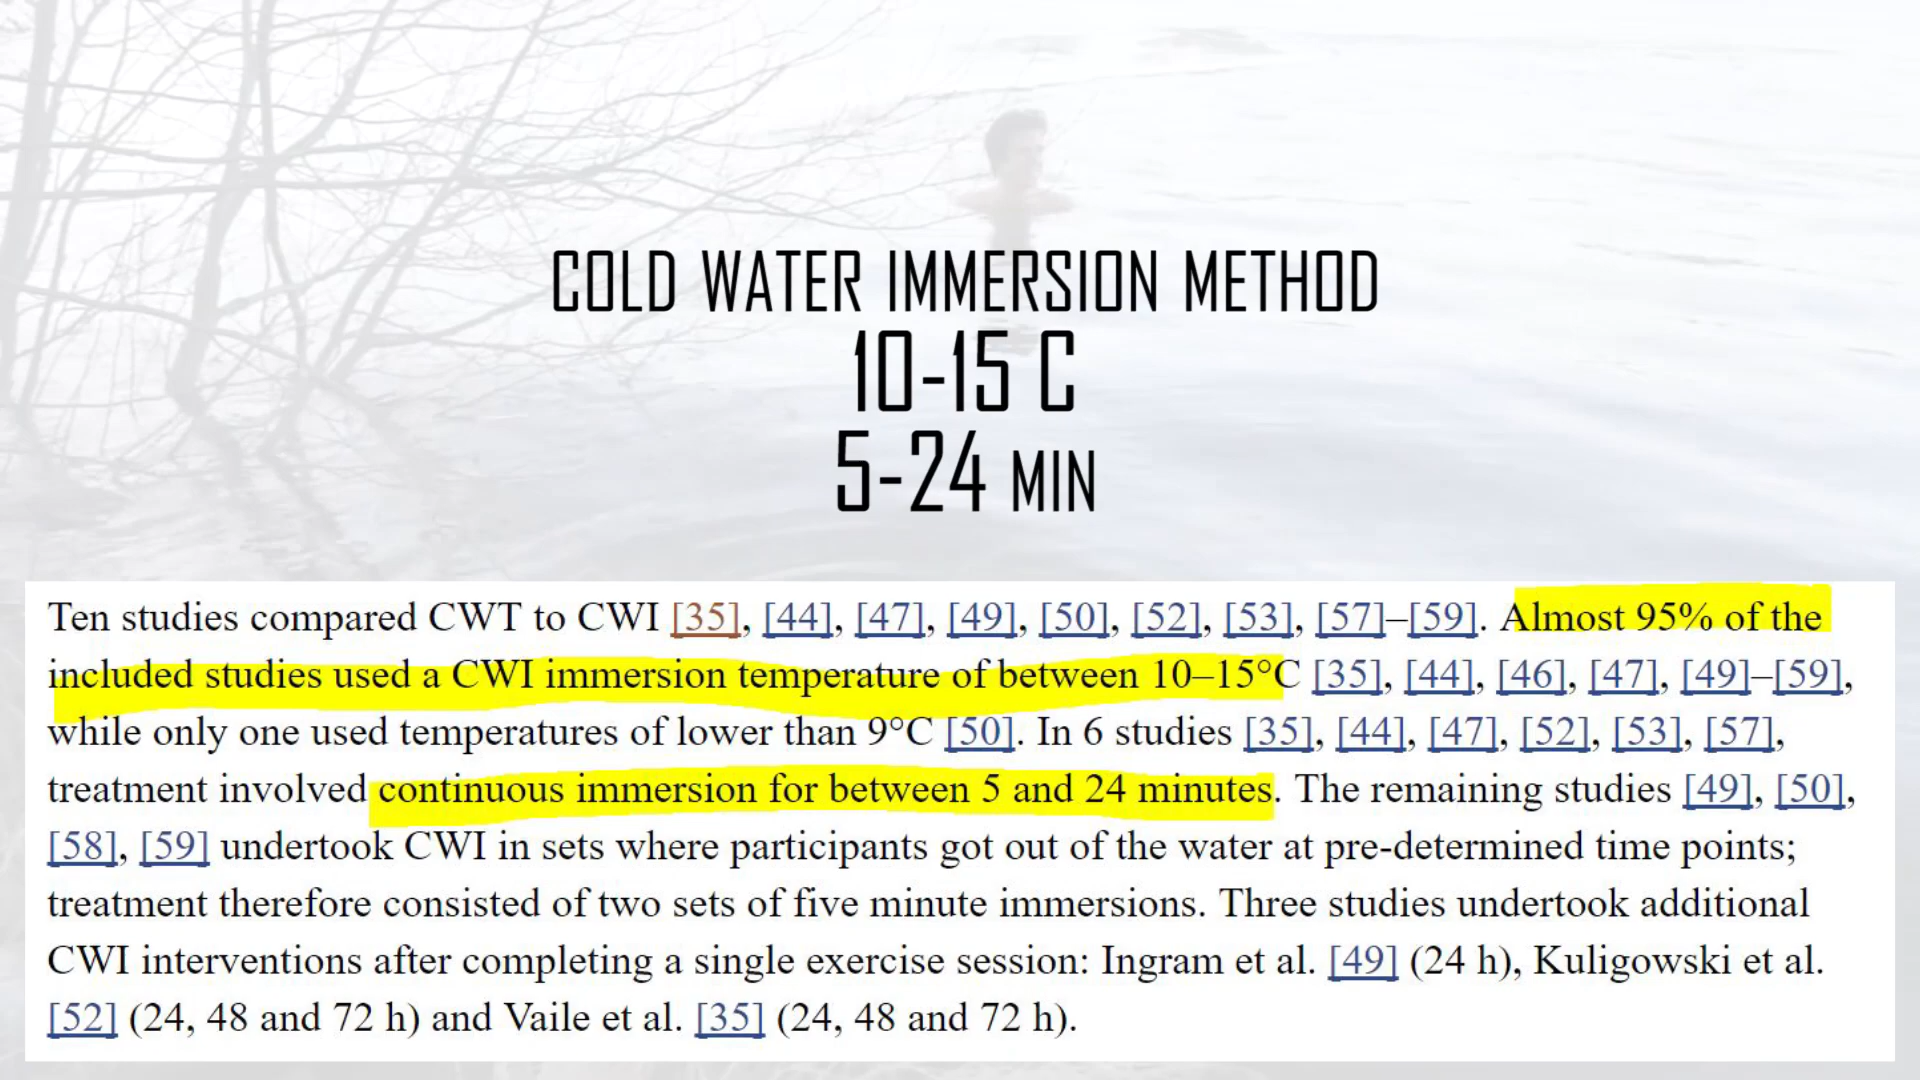 COLD WATER IMMERSION METHOD
10-15 C
5-24 MIN
Ten studies compared CWT to CWI [35], [44], [47], [49], [50], [52], [53], [57]–[59]. Almost 95% of the
included studies used a CWI immersion temperature of between 10–15°C [35], [44], [46], [47], [49]–[59],
while only one used temperatures of lower than 9°C [50]. In 6 studies [35], [44], [47], [52], [53], [57],
treatment involved continuous immersion for between 5 and 24 minutes. The remaining studies [49], [50],
[58], [59] undertook CWI in sets where participants got out of the water at pre-determined time points;
treatment therefore consisted of two sets of five minute immersions. Three studies undertook additional
CWI interventions after completing a single exercise session: Ingram et al. [49] (24 h), Kuligowski et al.
[52] (24, 48 and 72 h) and Vaile et al. [35] (24, 48 and 72 h).